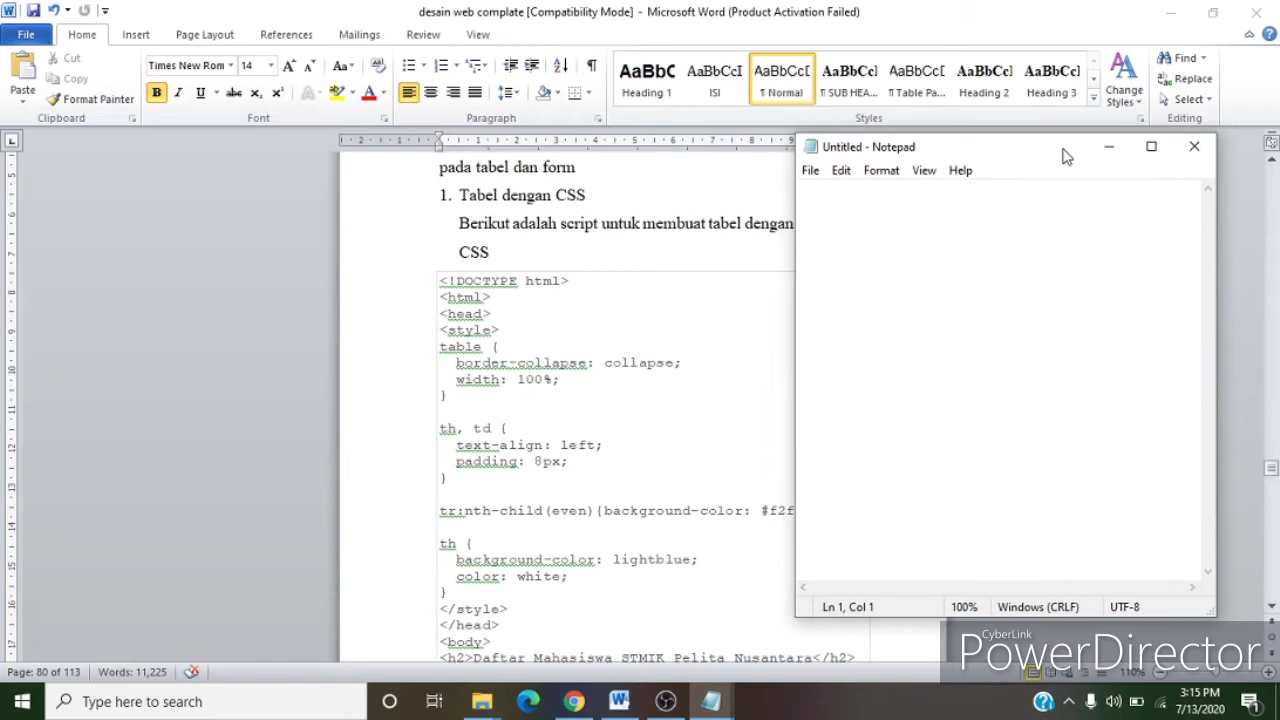 desain web complate [Compatibility Mode] - Microsoft Word (Product Activation Failed)
File Home Insert Page Layout References Mailings Review View
Paste
Cut
Copy
Format Painter
Clipboard
Times New Rom 14
Font
Paragraph
AaBbC Heading 1
AaBbCcI ISI
AaBbCcD ¶ Normal
AaBbCc ¶ SUB HEA...
AaBbCcD ¶ Table Pa...
AaBbCc Heading 2
AaBbCc Heading 3
Change Styles
Styles
Find
Replace
Select
Editing
pada tabel dan form
1. Tabel dengan CSS
Berikut adalah script untuk membuat tabel dengan
CSS
<!DOCTYPE html>
<html>
<head>
<style>
table {
border-collapse: collapse;
width: 100%;
}
th, td {
text-align: left;
padding: 8px;
}
tr:nth-child(even){background-color: #f2f
th {
background-color: lightblue;
color: white;
}
</style>
</head>
<body>
<h2>Daftar Mahasiswa STMIK Pelita Nusantara</h2>
Untitled - Notepad
File Edit Format View Help
Ln 1, Col 1 100% Windows (CRLF) UTF-8
CyberLink
PowerDirector
Page: 80 of 113 Words: 11,225 110%
Type here to search
3:15 PM
7/13/2020